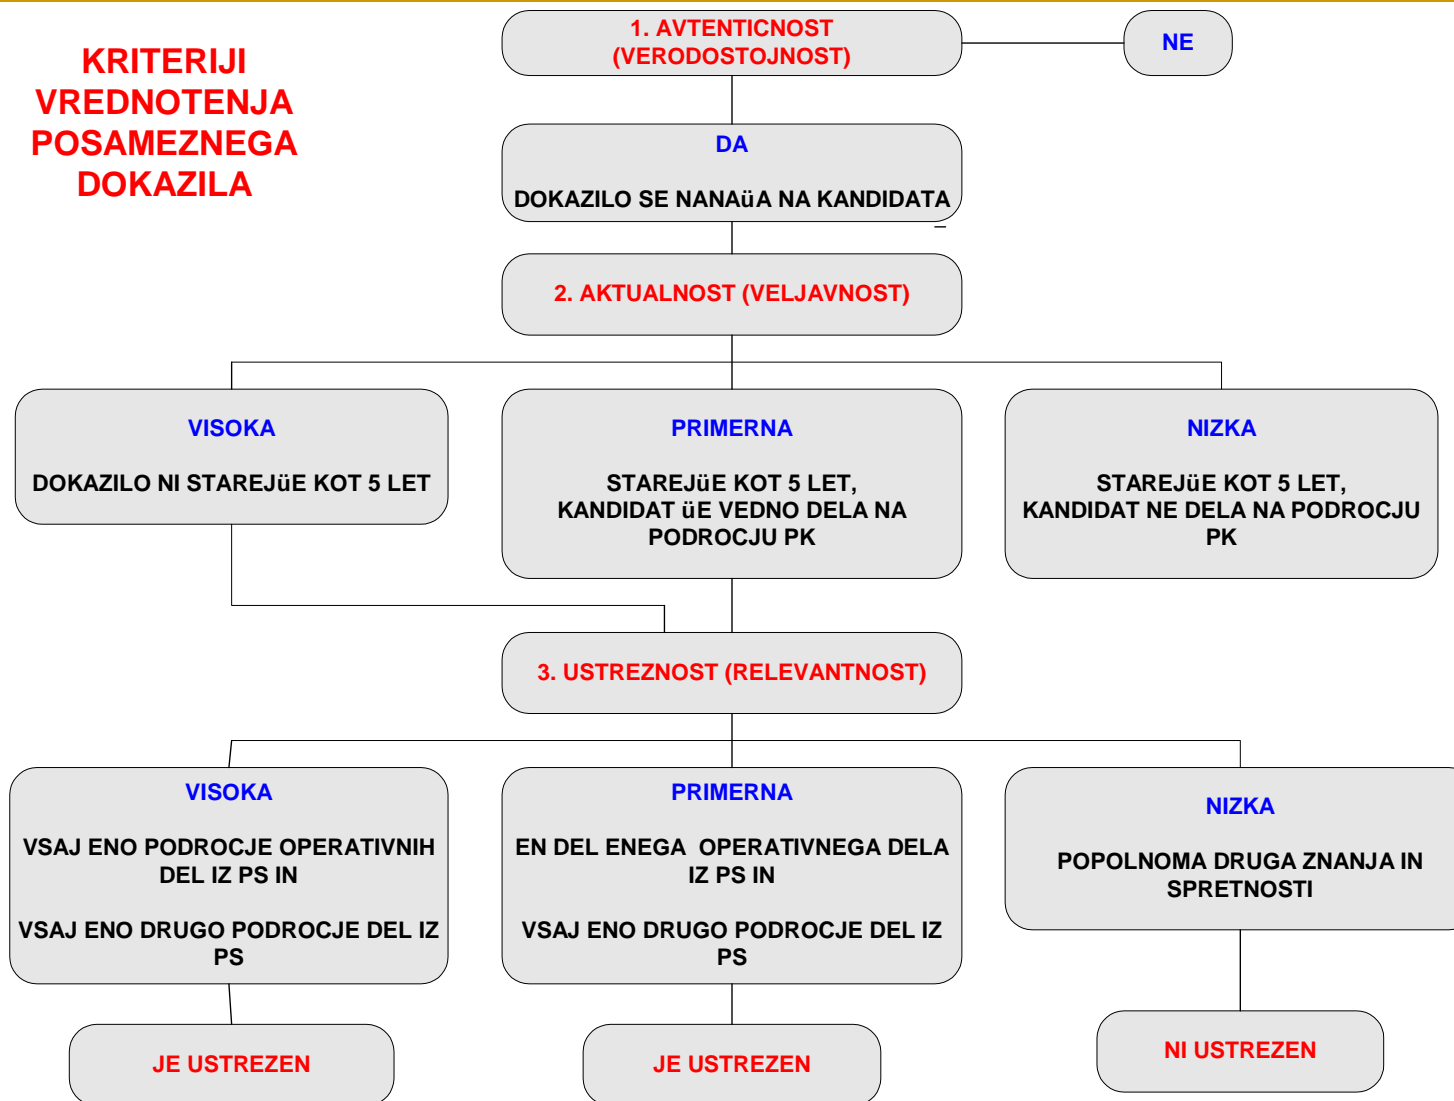 KRITERIJI
VREDNOTENJA
POSAMEZNEGA
DOKAZILA
1. AVTENTICNOST
(VERODOSTOJNOST)
NE
DA
DOKAZILO SE NANAüA NA KANDIDATA
2. AKTUALNOST (VELJAVNOST)
VISOKA
DOKAZILO NI STAREJüE KOT 5 LET
PRIMERNA
STAREJüE KOT 5 LET,
KANDIDAT üE VEDNO DELA NA
PODROCJU PK
NIZKA
STAREJüE KOT 5 LET,
KANDIDAT NE DELA NA PODROCJU
PK
3. USTREZNOST (RELEVANTNOST)
VISOKA
VSAJ ENO PODROCJE OPERATIVNIH
DEL IZ PS IN
VSAJ ENO DRUGO PODROCJE DEL IZ
PS
PRIMERNA
EN DEL ENEGA  OPERATIVNEGA DELA
IZ PS IN
VSAJ ENO DRUGO PODROCJE DEL IZ
PS
NIZKA
POPOLNOMA DRUGA ZNANJA IN
SPRETNOSTI
JE USTREZEN
JE USTREZEN
NI USTREZEN